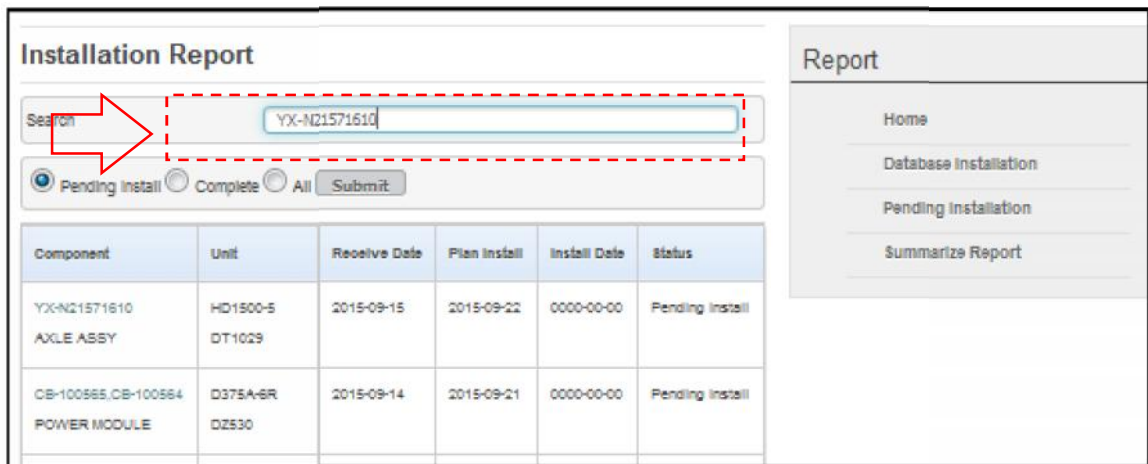 Installation Report
Search YX-N21571610
Pending Install Complete All Submit
Component Unit Receive Date Plan Install Install Date Status
YX-N21571610 HD1500-5 2015-09-15 2015-09-22 0000-00-00 Pending Install
AXLE ASSY DT1029
CB-100565,CB-100564 D375A-6R 2015-09-14 2015-09-21 0000-00-00 Pending Install
POWER MODULE DZ530
Report
Home
Database Installation
Pending Installation
Summarize Report